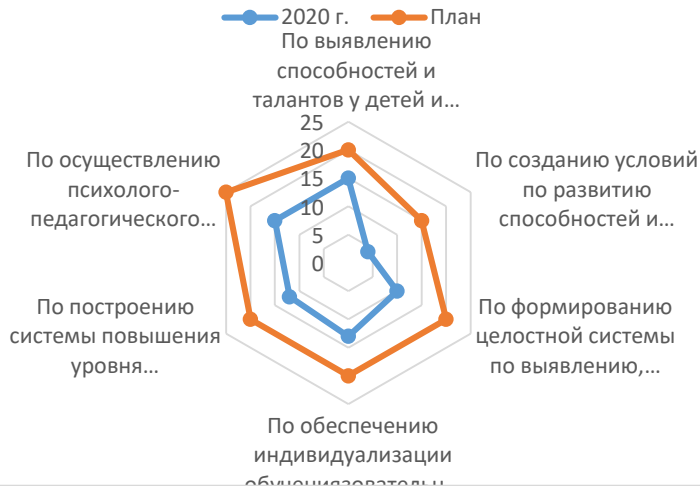 2020 г. План
По выявлению
способностей и
талантов у детей и…
25
20
15
10
5
0
По созданию условий
по развитию
способностей и…
По формированию
целостной системы
по выявлению,…
По обеспечению
индивидуализации
По построению
системы повышения
уровня…
По осуществлению
психолого-
педагогического…